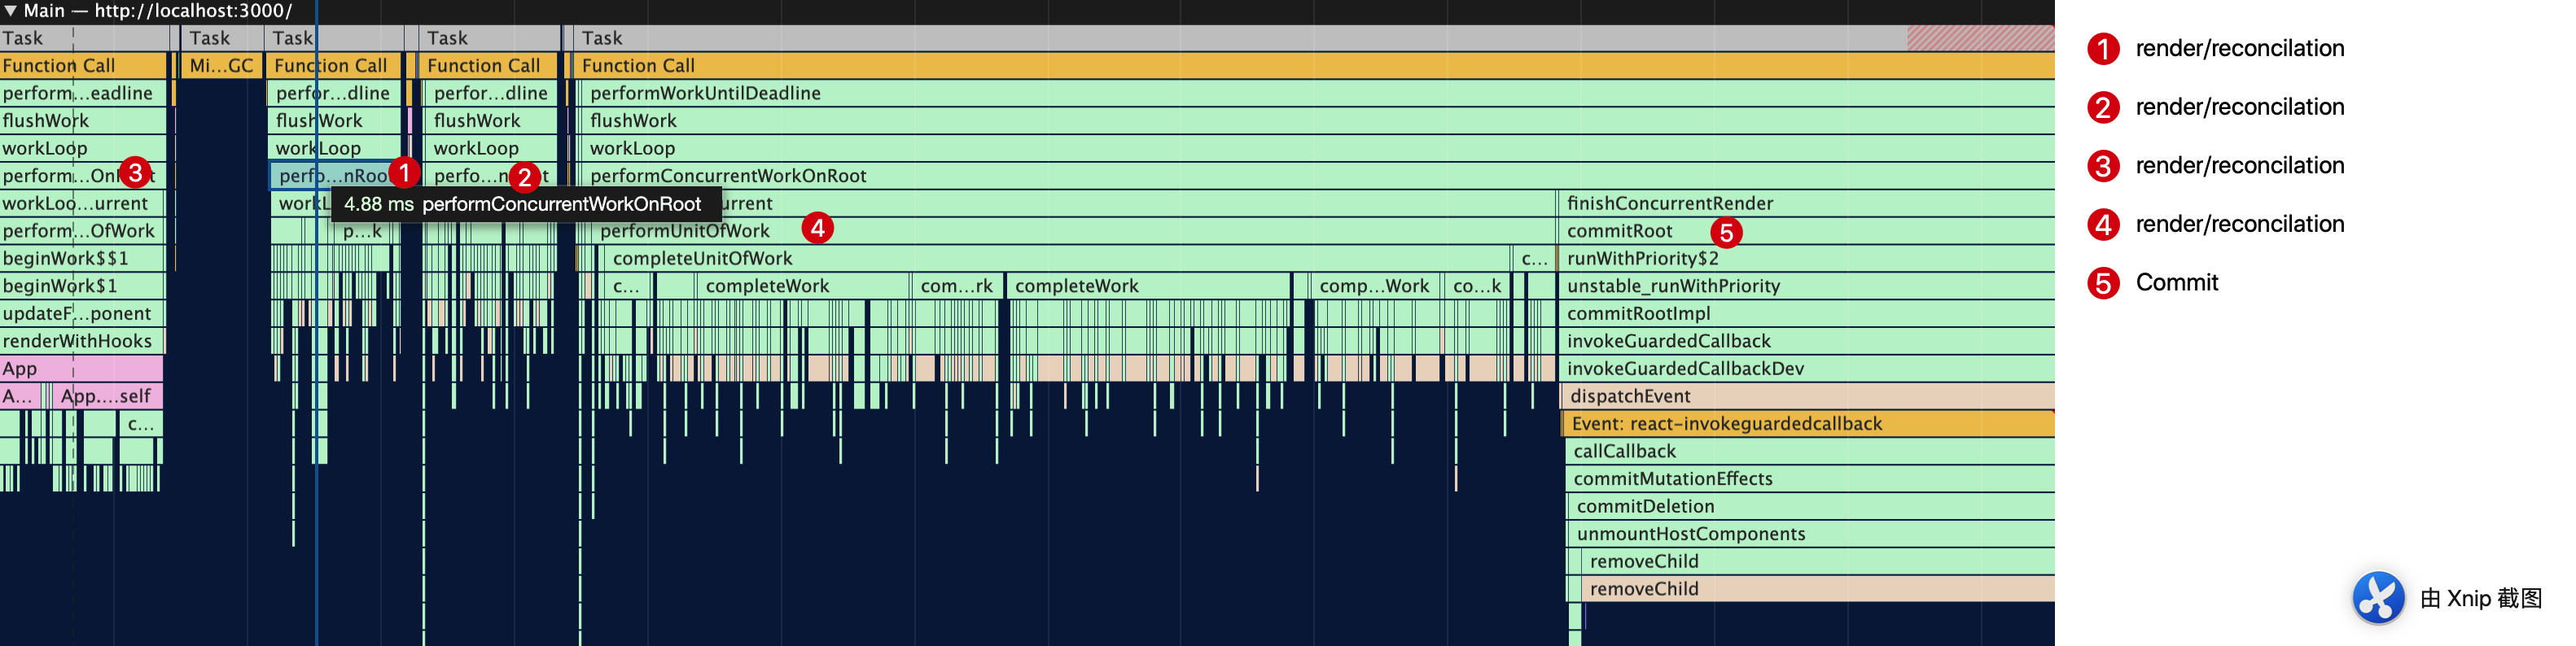 ▼ Main — http://localhost:3000/
Task Task Task Task Task
Function Call Mi...GC Function Call Function Call Function Call
perform...eadline perfor...dline perfor...dline performWorkUntilDeadline
flushWork flushWork flushWork flushWork
workLoop workLoop workLoop workLoop
perform...On 3 t perfo...nRoo 1 perfo...n 2 t performConcurrentWorkOnRoot
workLoo...urrent workL 4.88 ms performConcurrentWorkOnRoot urrent finishConcurrentRender
perform...OfWork p...k performUnitOfWork 4 commitRoot 5
beginWork$$1 completeUnitOfWork c... runWithPriority$2
beginWork$1 c... completeWork com...rk completeWork comp...Work co...k unstable_runWithPriority
updateF...ponent commitRootImpl
renderWithHooks invokeGuardedCallback
App invokeGuardedCallbackDev
A... App....self dispatchEvent
c... Event: react-invokeguardedcallback
callCallback
commitMutationEffects
commitDeletion
unmountHostComponents
removeChild
removeChild
1 render/reconcilation
2 render/reconcilation
3 render/reconcilation
4 render/reconcilation
5 Commit
由 Xnip 截图